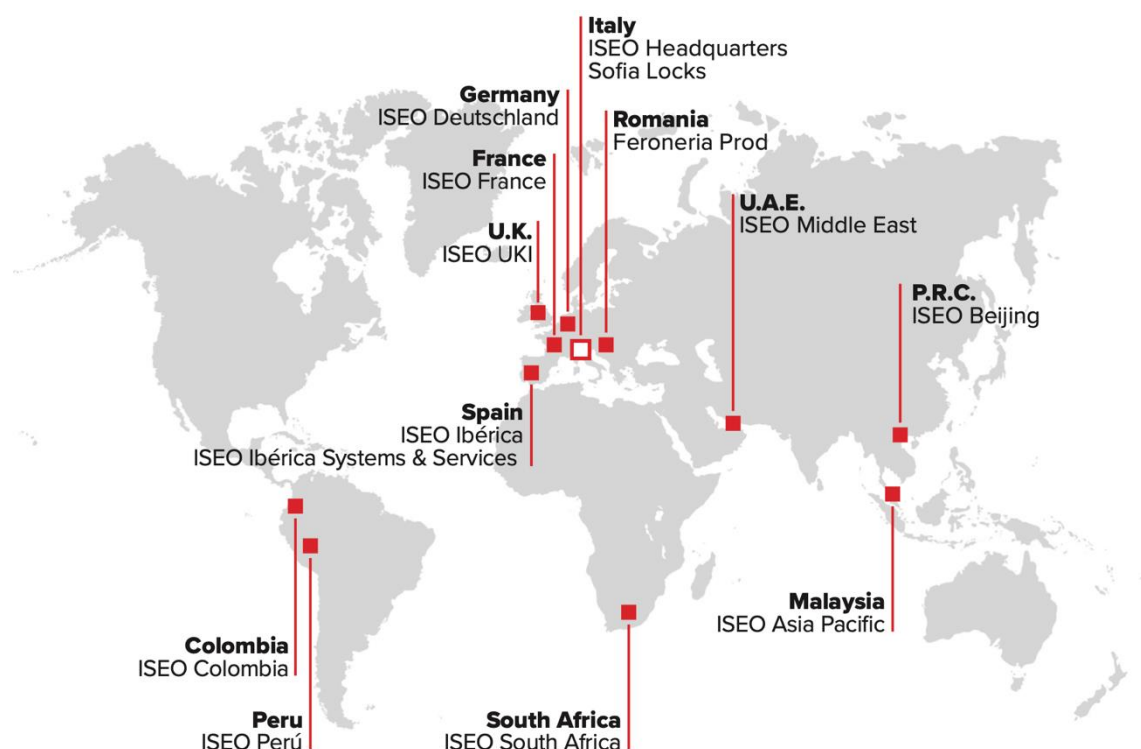 Italy
ISEO Headquarters
Sofia Locks
Germany
ISEO Deutschland
Romania
Feroneria Prod
France
ISEO France
U.A.E.
ISEO Middle East
U.K.
ISEO UKI
P.R.C.
ISEO Beijing
Spain
ISEO Ibérica
ISEO Ibérica Systems & Services
Malaysia
ISEO Asia Pacific
Colombia
ISEO Colombia
Peru
ISEO Perú
South Africa
ISEO South Africa